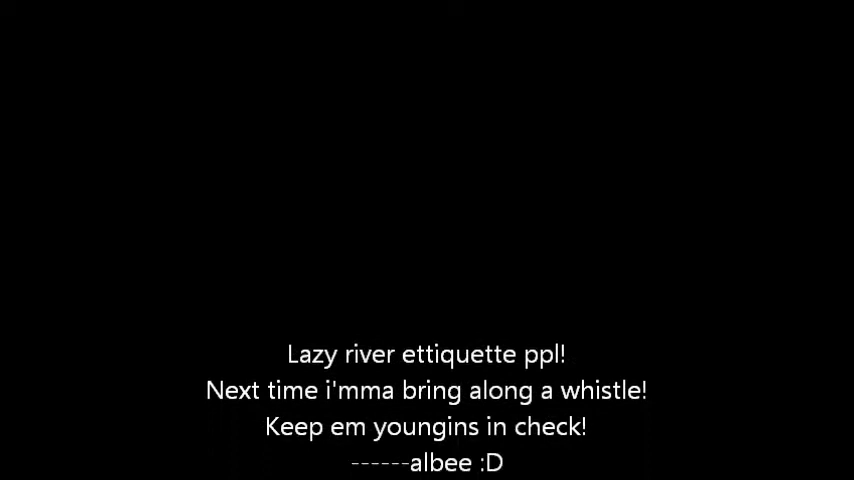 Lazy river ettiquette ppl!
Next time i'mma bring along a whistle!
Keep em youngins in check!
------albee :D